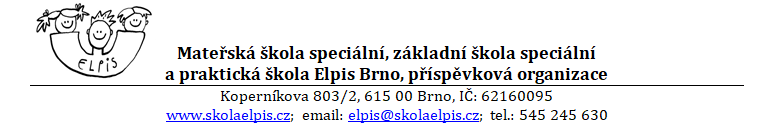 ELPIS
Mateřská škola speciální, základní škola speciální
a praktická škola Elpis Brno, příspěvková organizace
Koperníkova 803/2, 615 00 Brno, IČ: 62160095
www.skolaelpis.cz; email: elpis@skolaelpis.cz; tel.: 545 245 630